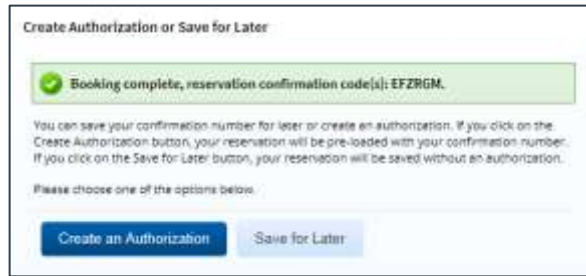 Create Authorization or Save for Later
Booking complete, reservation confirmation code(s): EFZRGM.
You can save your confirmation number for later or create an authorization. If you click on the
Create Authorization button, your reservation will be pre-loaded with your confirmation number.
If you click on the Save for Later button, your reservation will be saved without an authorization.
Please choose one of the options below.
Create an Authorization Save for Later